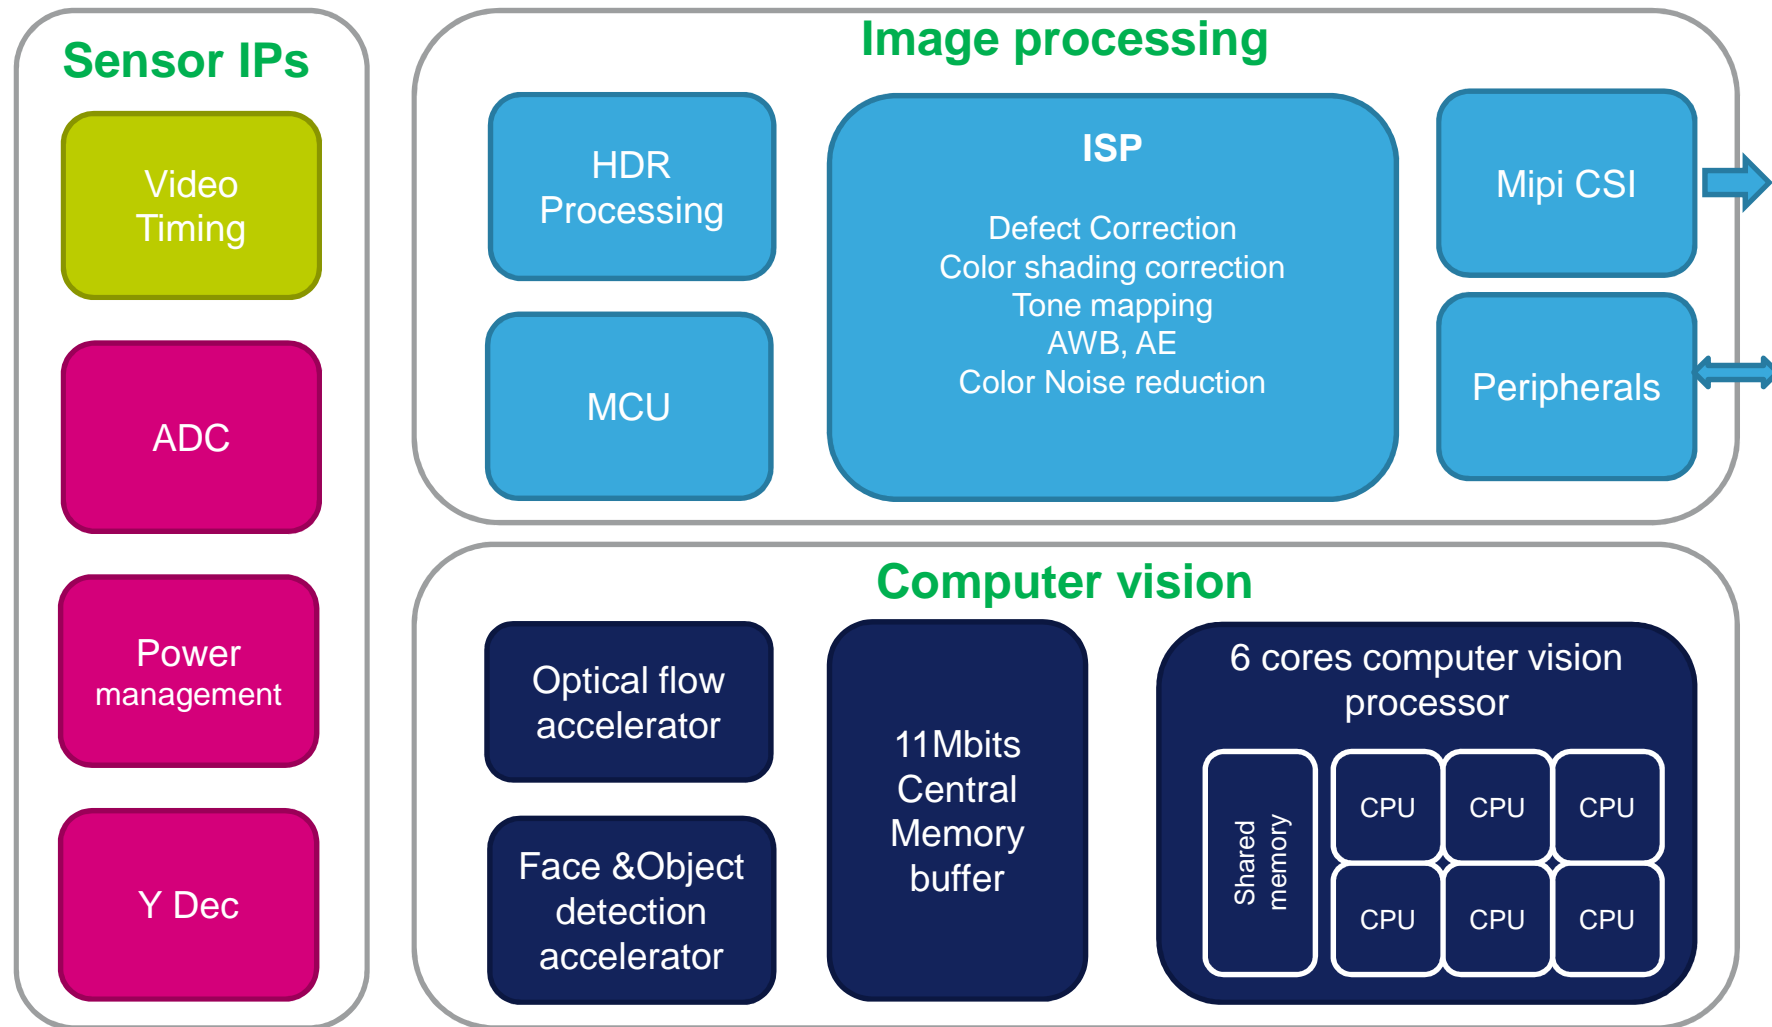 Sensor IPs
Video
Timing
ADC
Power
management
Y Dec
Image processing
HDR
Processing
MCU
ISP
Defect Correction
Color shading correction
Tone mapping
AWB, AE
Color Noise reduction
Mipi CSI
Peripherals
Computer vision
Optical flow
accelerator
Face &Object
detection
accelerator
11Mbits
Central
Memory
buffer
6 cores computer vision
processor
Shared
memory
CPU
CPU
CPU
CPU
CPU
CPU